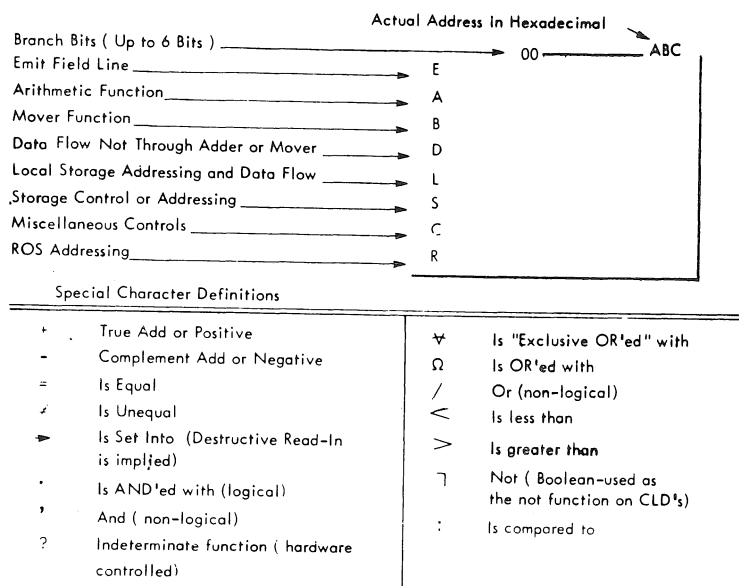 Actual Address in Hexadecimal
Branch Bits ( Up to 6 Bits ) 00 ABC
Emit Field Line E
Arithmetic Function A
Mover Function B
Data Flow Not Through Adder or Mover D
Local Storage Addressing and Data Flow L
Storage Control or Addressing S
Miscellaneous Controls C
ROS Addressing R
Special Character Definitions
+ True Add or Positive
- Complement Add or Negative
= Is Equal
≠ Is Unequal
➛ Is Set Into (Destructive Read-In
is implied)
· Is AND'ed with (logical)
, And ( non-logical)
? Indeterminate function ( hardware
controlled)
∀ Is "Exclusive OR'ed" with
Ω Is OR'ed with
/ Or (non-logical)
< Is less than
> Is greater than
⅂ Not ( Boolean-used as
the not function on CLD's)
: Is compared to